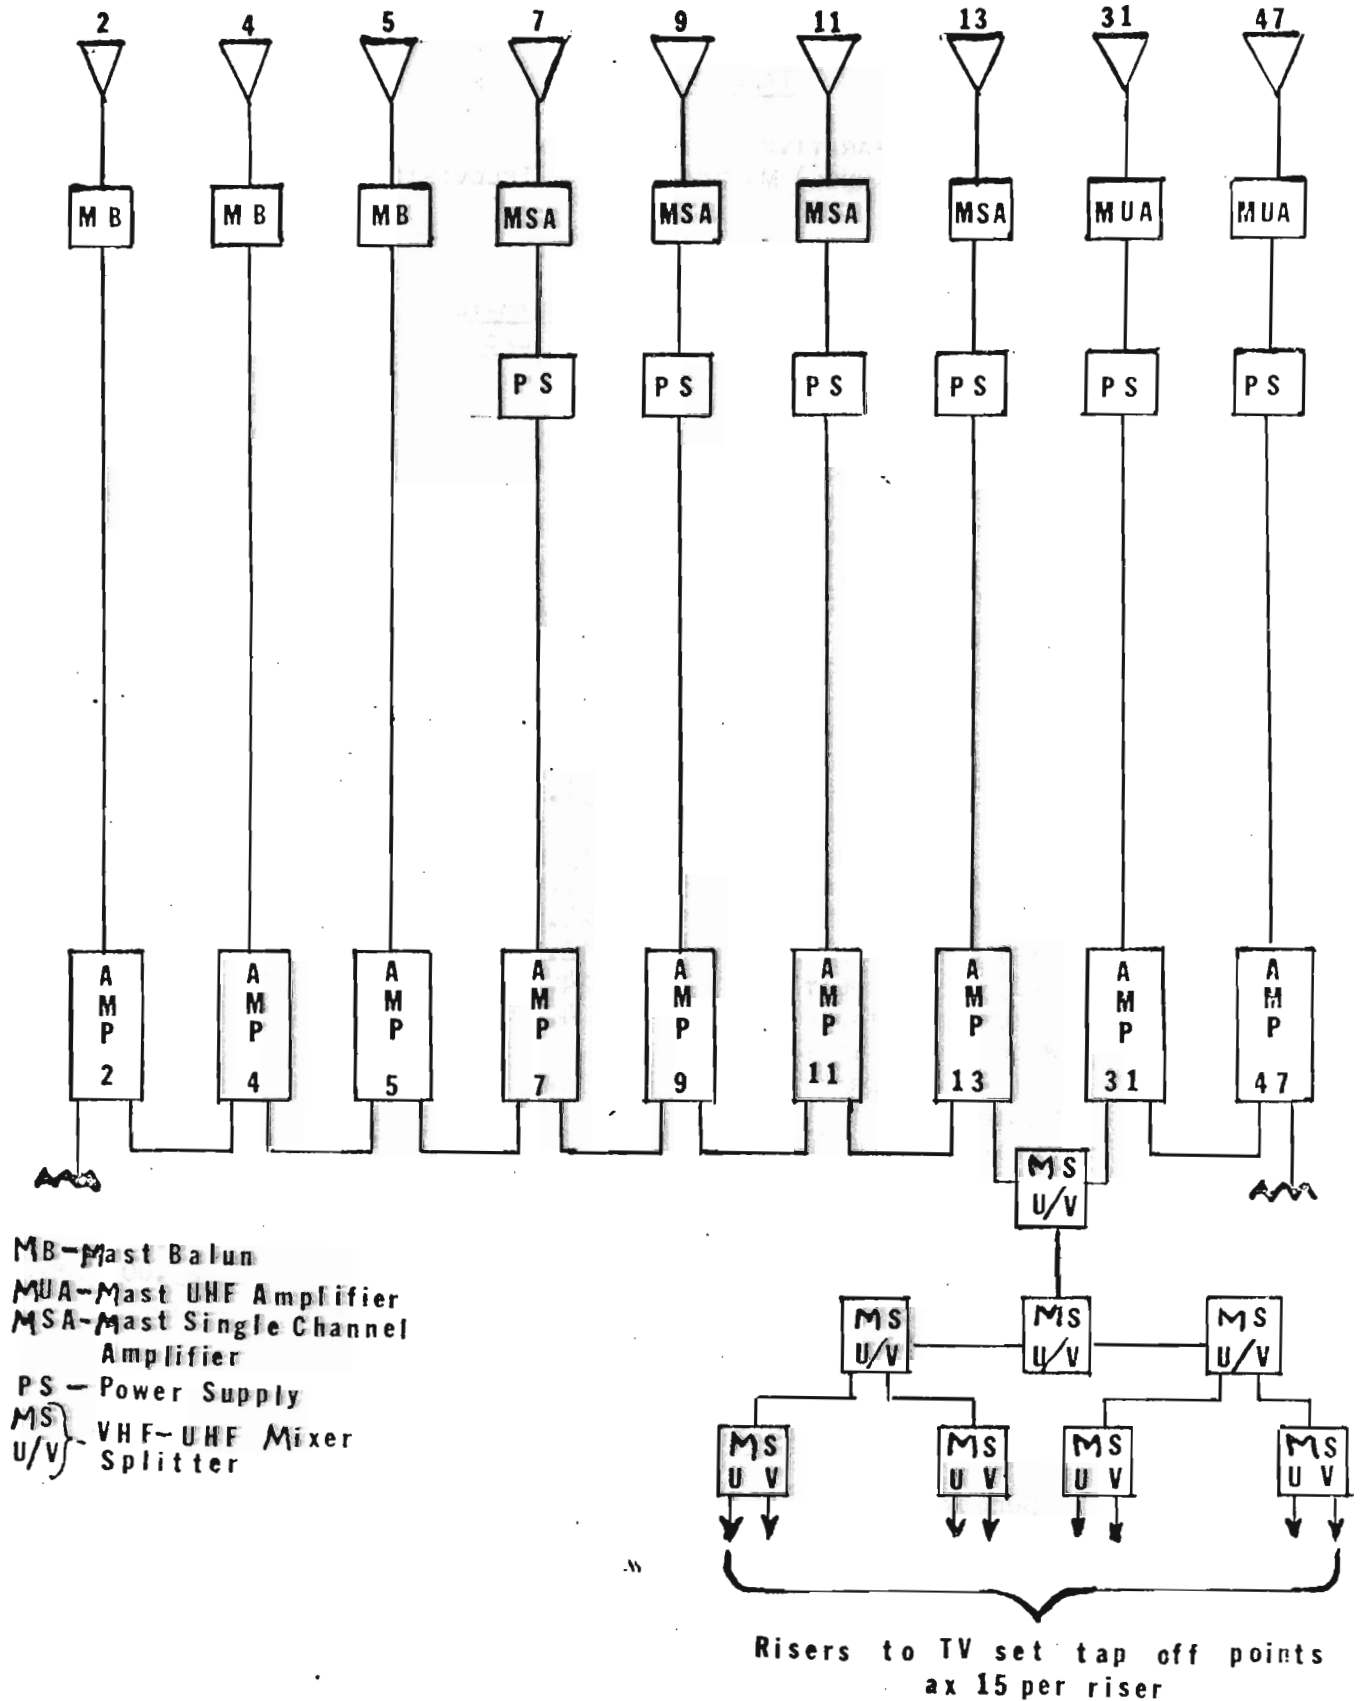 2 4 5 7 9 11 13 31 47
MB MB MB MSA MSA MSA MSA MUA MUA
PS PS PS PS PS PS
AMP 2 AMP 4 AMP 5 AMP 7 AMP 9 AMP 11 AMP 13 AMP 31 AMP 47
MS
U/V
MB-Mast Balun
MUA-Mast UHF Amplifier
MSA-Mast Single Channel
Amplifier
PS - Power Supply
MS
U/V} - VHF-UHF Mixer
Splitter
MS MS MS
U/V U/V U/V
MS MS MS MS
U V U V U V U V
Risers to TV set tap off points
ax 15 per riser